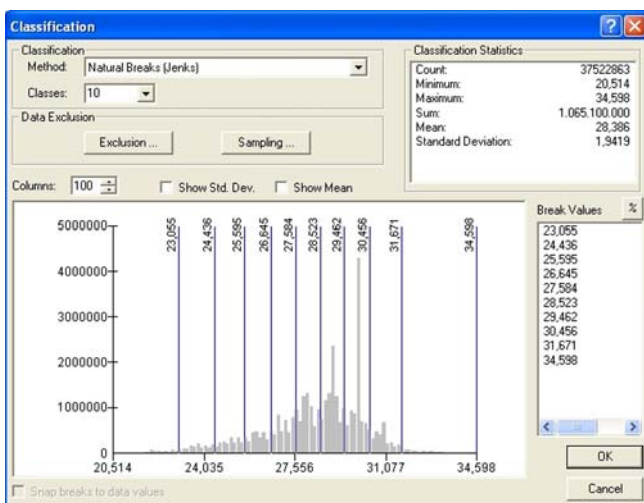 Classification
Classification
Method: Natural Breaks (Jenks)
Classes: 10
Data Exclusion
Exclusion ... Sampling ...
Classification Statistics
Count: 37522863
Minimum: 20,514
Maximum: 34,598
Sum: 1.065.100.000
Mean: 28,386
Standard Deviation: 1,9419
Columns: 100 Show Std. Dev. Show Mean
5000000
4000000
3000000
2000000
1000000
0
23,055
24,436
25,595
26,645
27,584
28,523
29,462
30,456
31,671
34,598
20,514 24,035 27,556 31,077 34,598
Break Values %
23,055
24,436
25,595
26,645
27,584
28,523
29,462
30,456
31,671
34,598
Snap breaks to data values
OK
Cancel